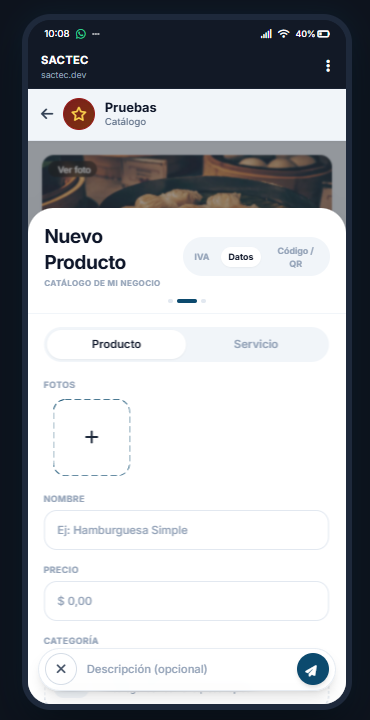 10:08
40%
SACTEC
sactec.dev
Pruebas
Catálogo
Ver foto
Nuevo
Producto
CATÁLOGO DE MI NEGOCIO
IVA
Datos
Código /
QR
Producto
Servicio
FOTOS
+
NOMBRE
Ej: Hamburguesa Simple
PRECIO
$ 0,00
CATEGORÍA
Descripción (opcional)